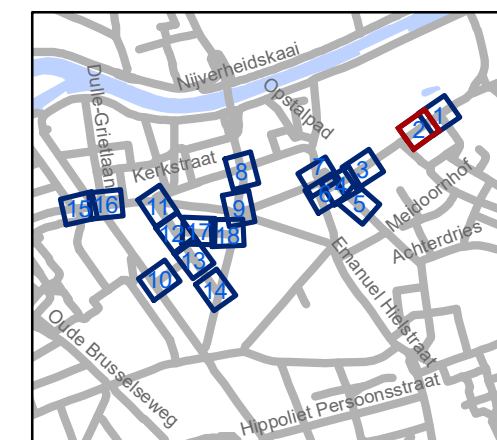 Nijverheidskaai
Dulle-Grietlaan
Opstalpad
Kerkstraat
1
2
3
4
5
6
7
8
9
10
11
12
13
14
15
16
17
18
Meidoornhof
Achterdries
Emanuel Hielstraat
Oude Brusselseweg
Hippoliet Persoonsstraat